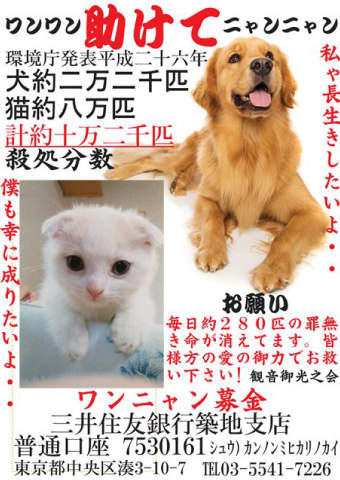 ワンワン助けてニャンニャン
環境庁発表平成二十六年
犬約二万二千匹
猫約八万匹
計約十万二千匹
殺処分数
私ゃ長生きしたいよ・・
僕も幸に成りたいよ・・
お願い
毎日約２８０匹の罪無
き命が消えてます。皆
様方の愛の御力でお救
い下さい!観音御光之会
ワンニャン募金
三井住友銀行築地支店
普通口座 7530161 シュウ)カンノンミヒカリノカイ
東京都中央区湊3-10-7 TEL03-5541-7226